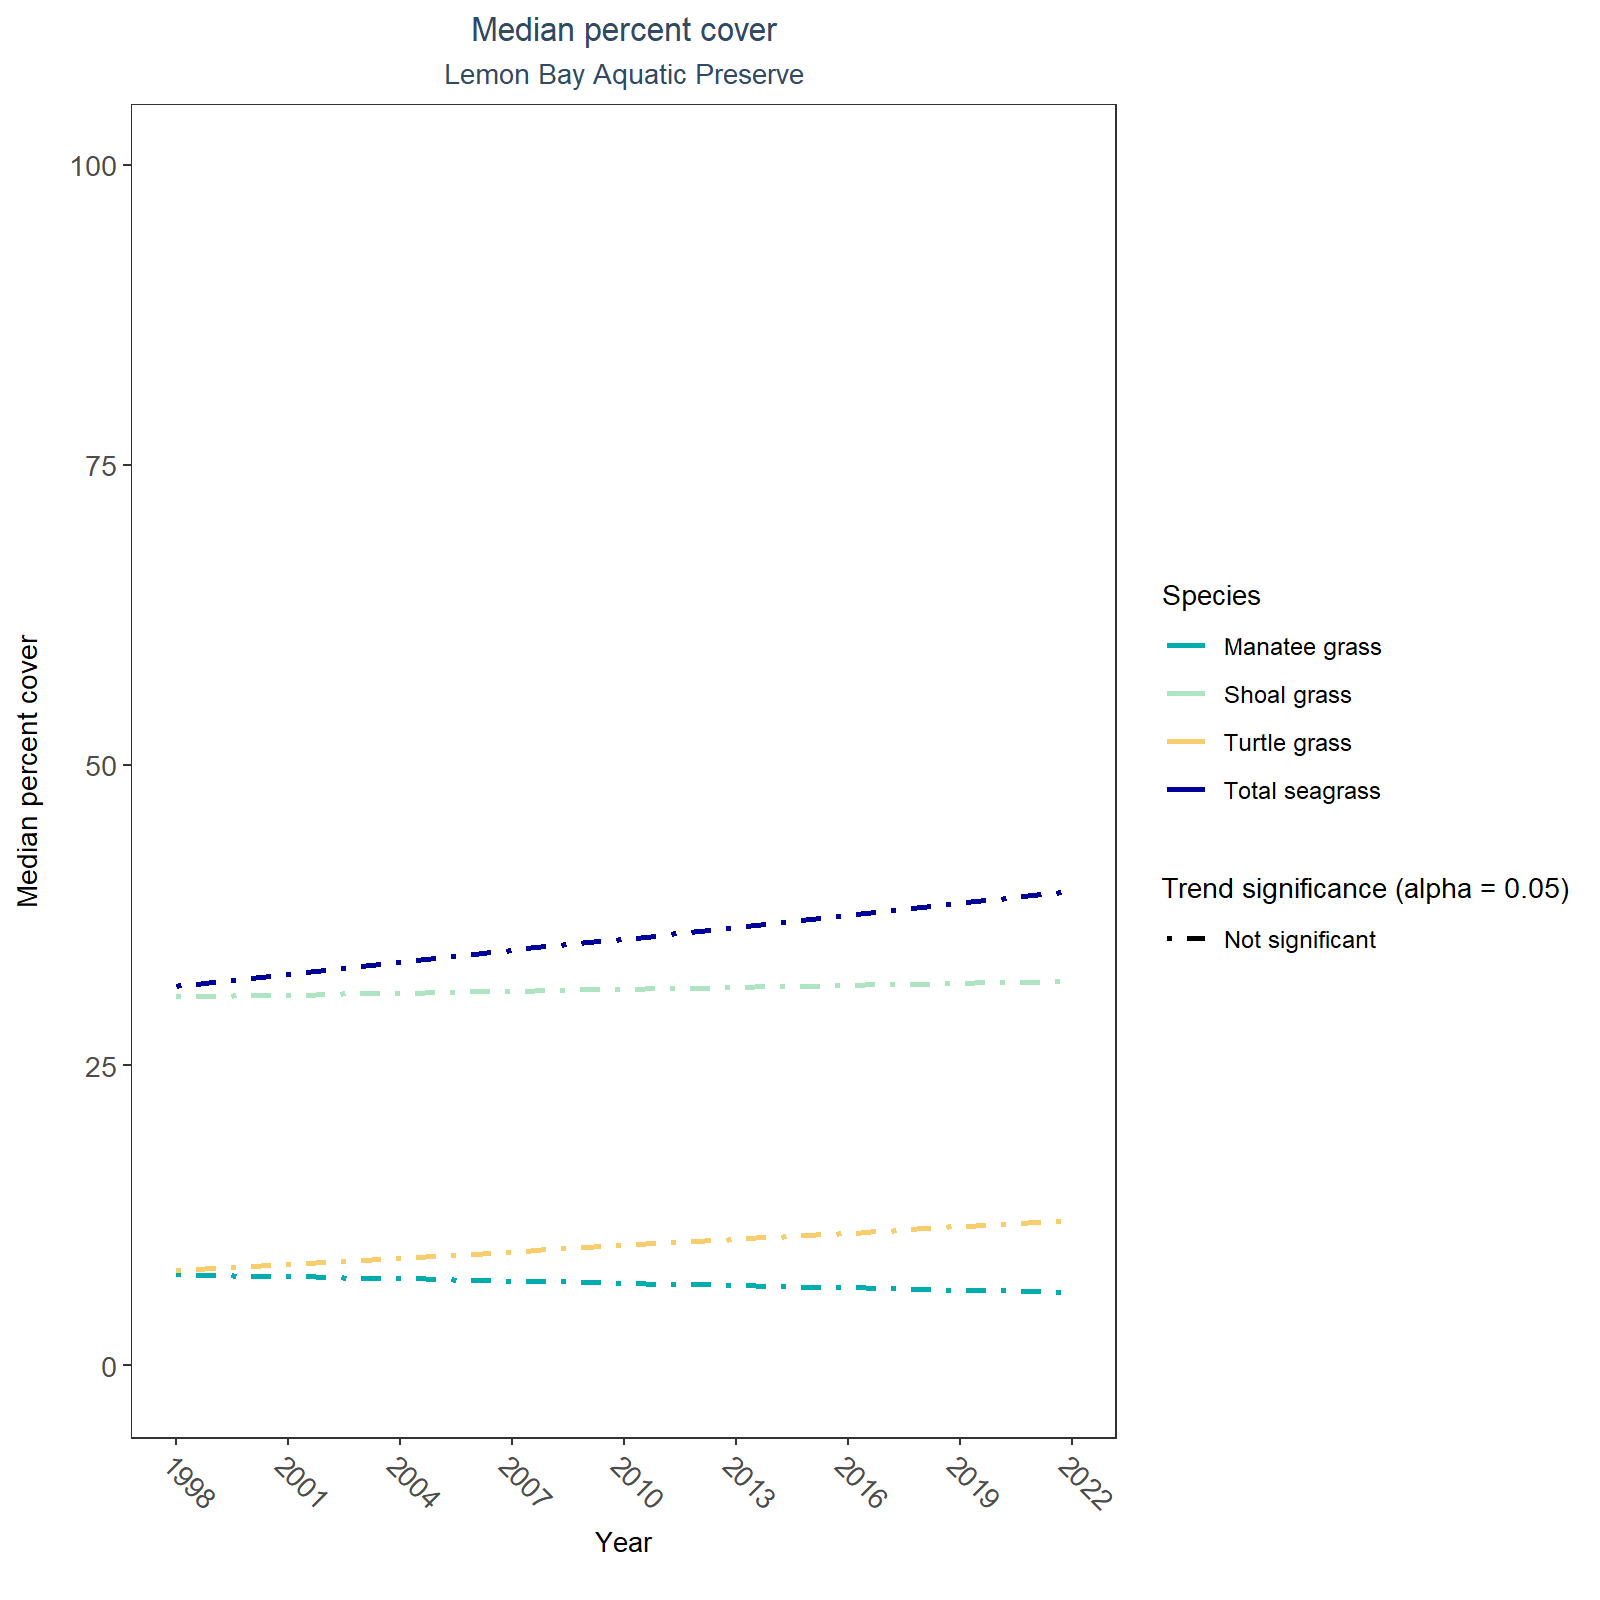 Median percent cover
Lemon Bay Aquatic Preserve
Median percent cover
100
75
50
25
0
1998
2001
2004
2007
2010
2013
2016
2019
2022
Year
Species
Manatee grass
Shoal grass
Turtle grass
Total seagrass
Trend significance (alpha = 0.05)
Not significant